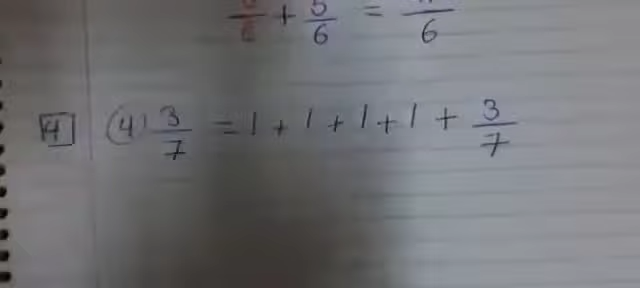 + 5/6 = /6
4 (4) 3/7 = 1 + 1 + 1 + 1 + 3/7